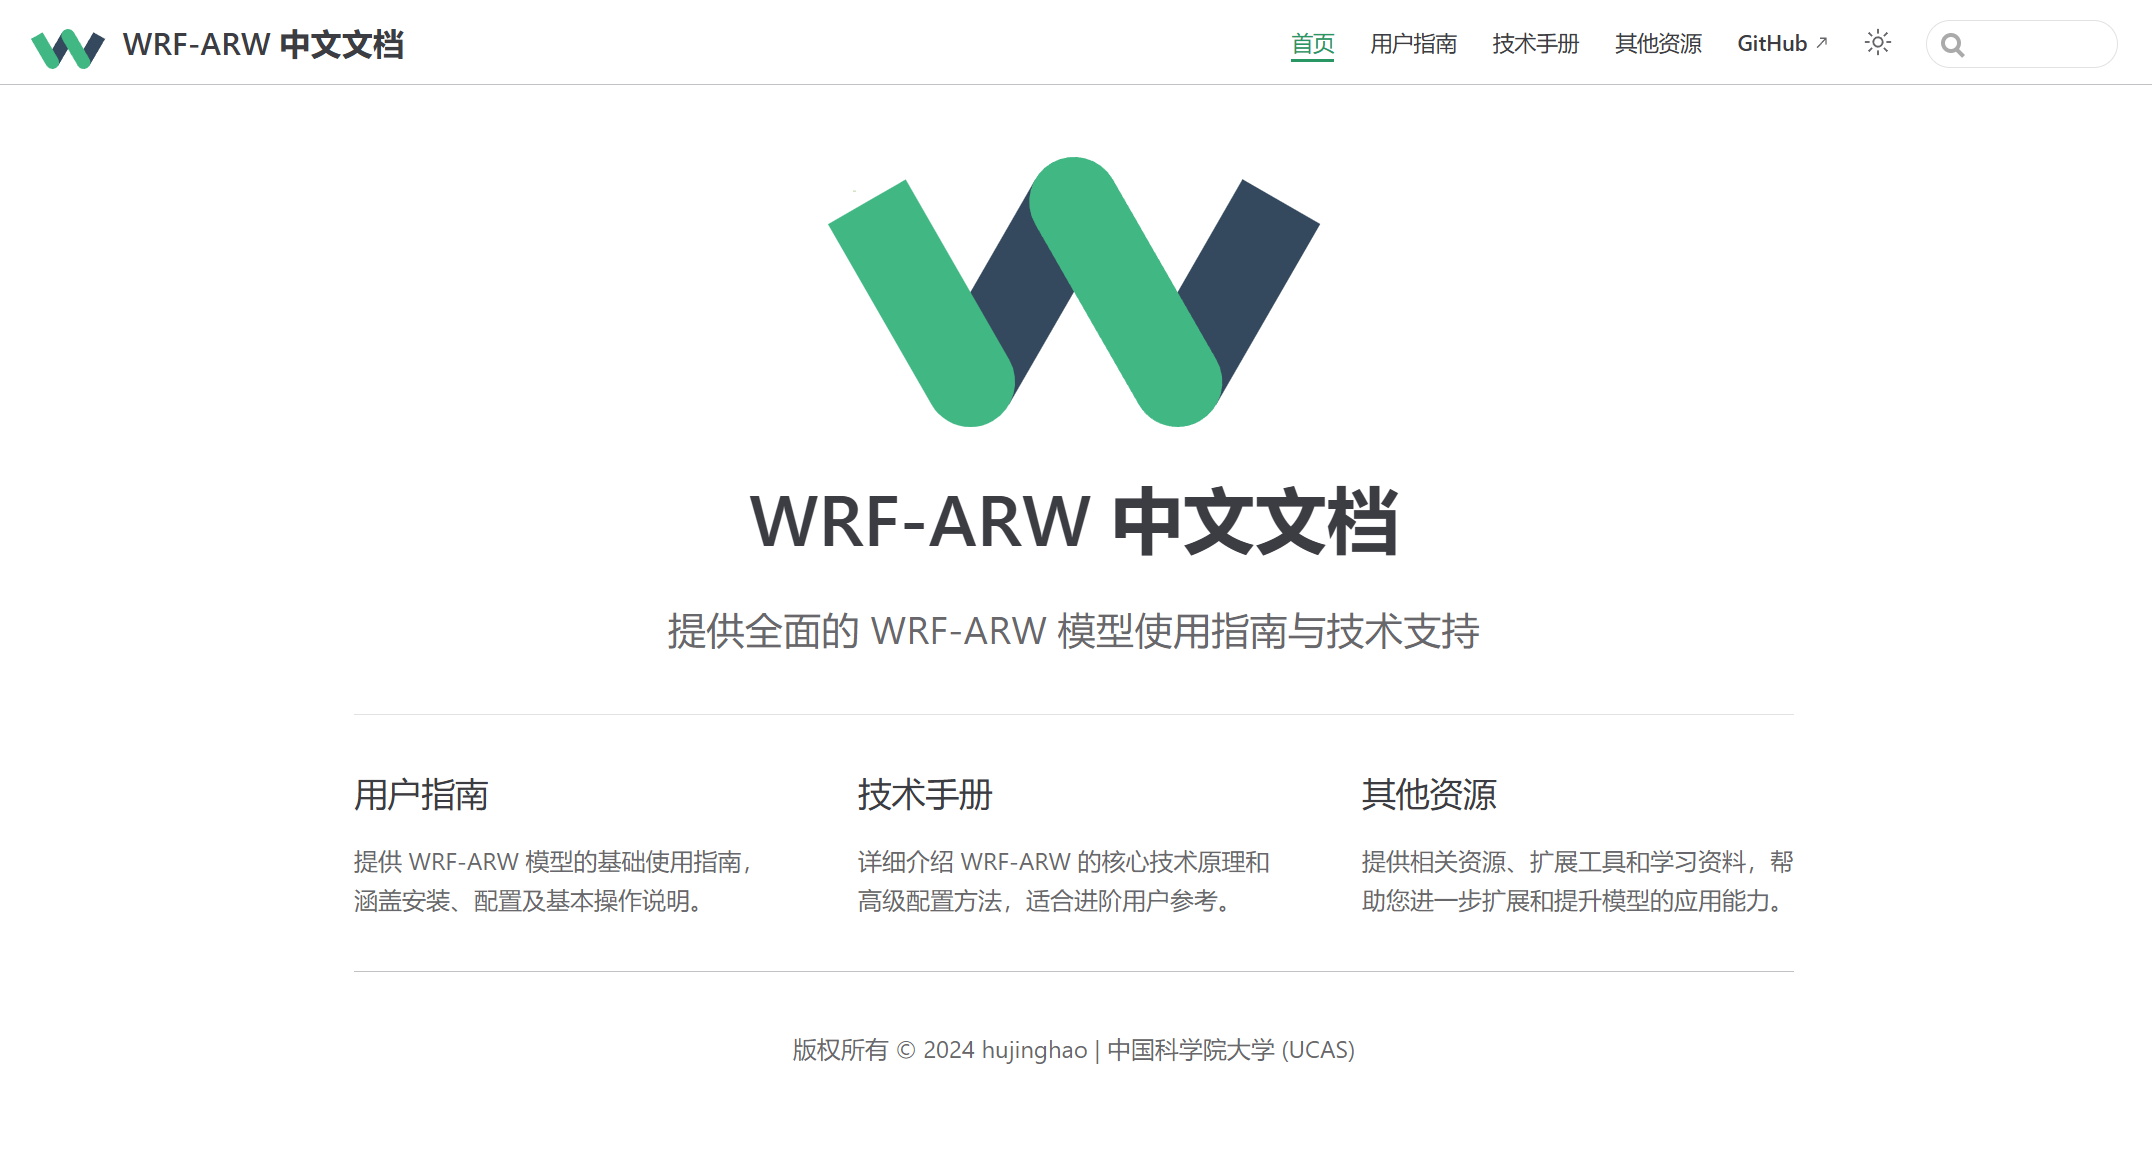 WRF-ARW 中文文档
首页 用户指南 技术手册 其他资源 GitHub
WRF-ARW 中文文档
提供全面的 WRF-ARW 模型使用指南与技术支持
用户指南
提供 WRF-ARW 模型的基础使用指南，
涵盖安装、配置及基本操作说明。
技术手册
详细介绍 WRF-ARW 的核心技术原理和
高级配置方法，适合进阶用户参考。
其他资源
提供相关资源、扩展工具和学习资料，帮
助您进一步扩展和提升模型的应用能力。
版权所有 © 2024 hujinghao | 中国科学院大学 (UCAS)